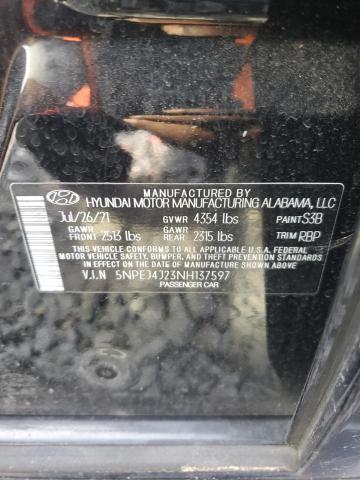 MANUFACTURED BY
HYUNDAI MOTOR MANUFACTURING ALABAMA, LLC
Jul/26/21 GVWR 4354 lbs PAINT S3B
GAWR FRONT 2513 lbs GAWR REAR 2315 lbs TRIM RBP
THIS VEHICLE CONFORMS TO ALL APPLICABLE U.S.A. FEDERAL
MOTOR VEHICLE SAFETY, BUMPER, AND THEFT PREVENTION STANDARDS
IN EFFECT ON THE DATE OF MANUFACTURE SHOWN ABOVE.
V.I.N 5NPEJ4J23NH137597
PASSENGER CAR